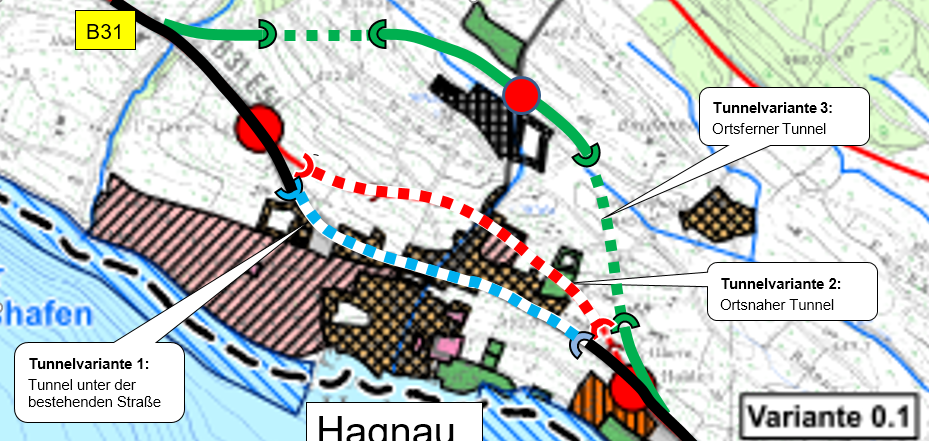 B31
Tunnelvariante 3:
Ortsferner Tunnel
Tunnelvariante 2:
Ortsnaher Tunnel
hafen
Tunnelvariante 1:
Tunnel unter der
bestehenden Straße
Hagnau
Variante 0.1